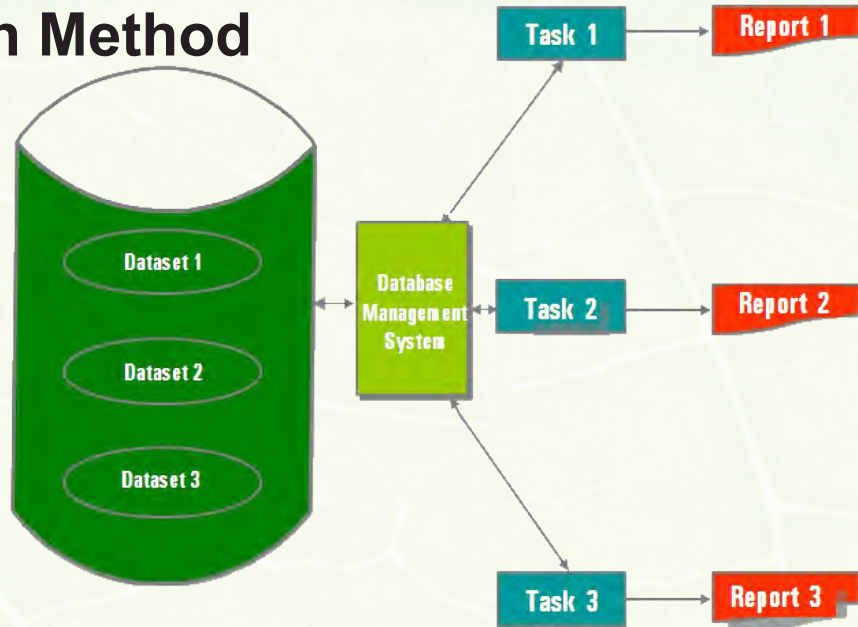 n Method
Task 1
Report 1
Dataset 1
Dataset 2
Dataset 3
Database
Management
System
Task 2
Report 2
Task 3
Report 3